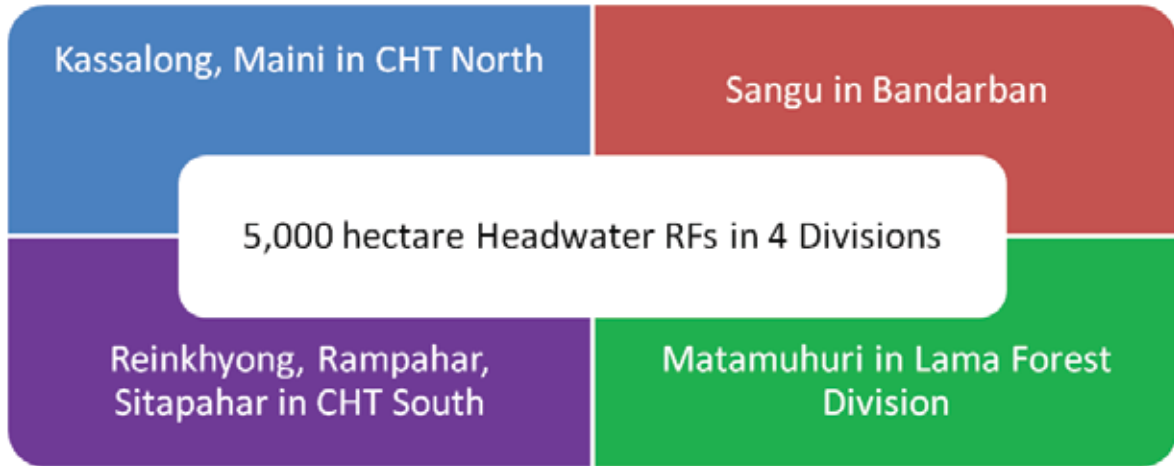 Kassalong, Maini in CHT North
Sangu in Bandarban
5,000 hectare Headwater RFs in 4 Divisions
Reinkhyong, Rampahar,
Sitapahar in CHT South
Matamuhuri in Lama Forest
Division